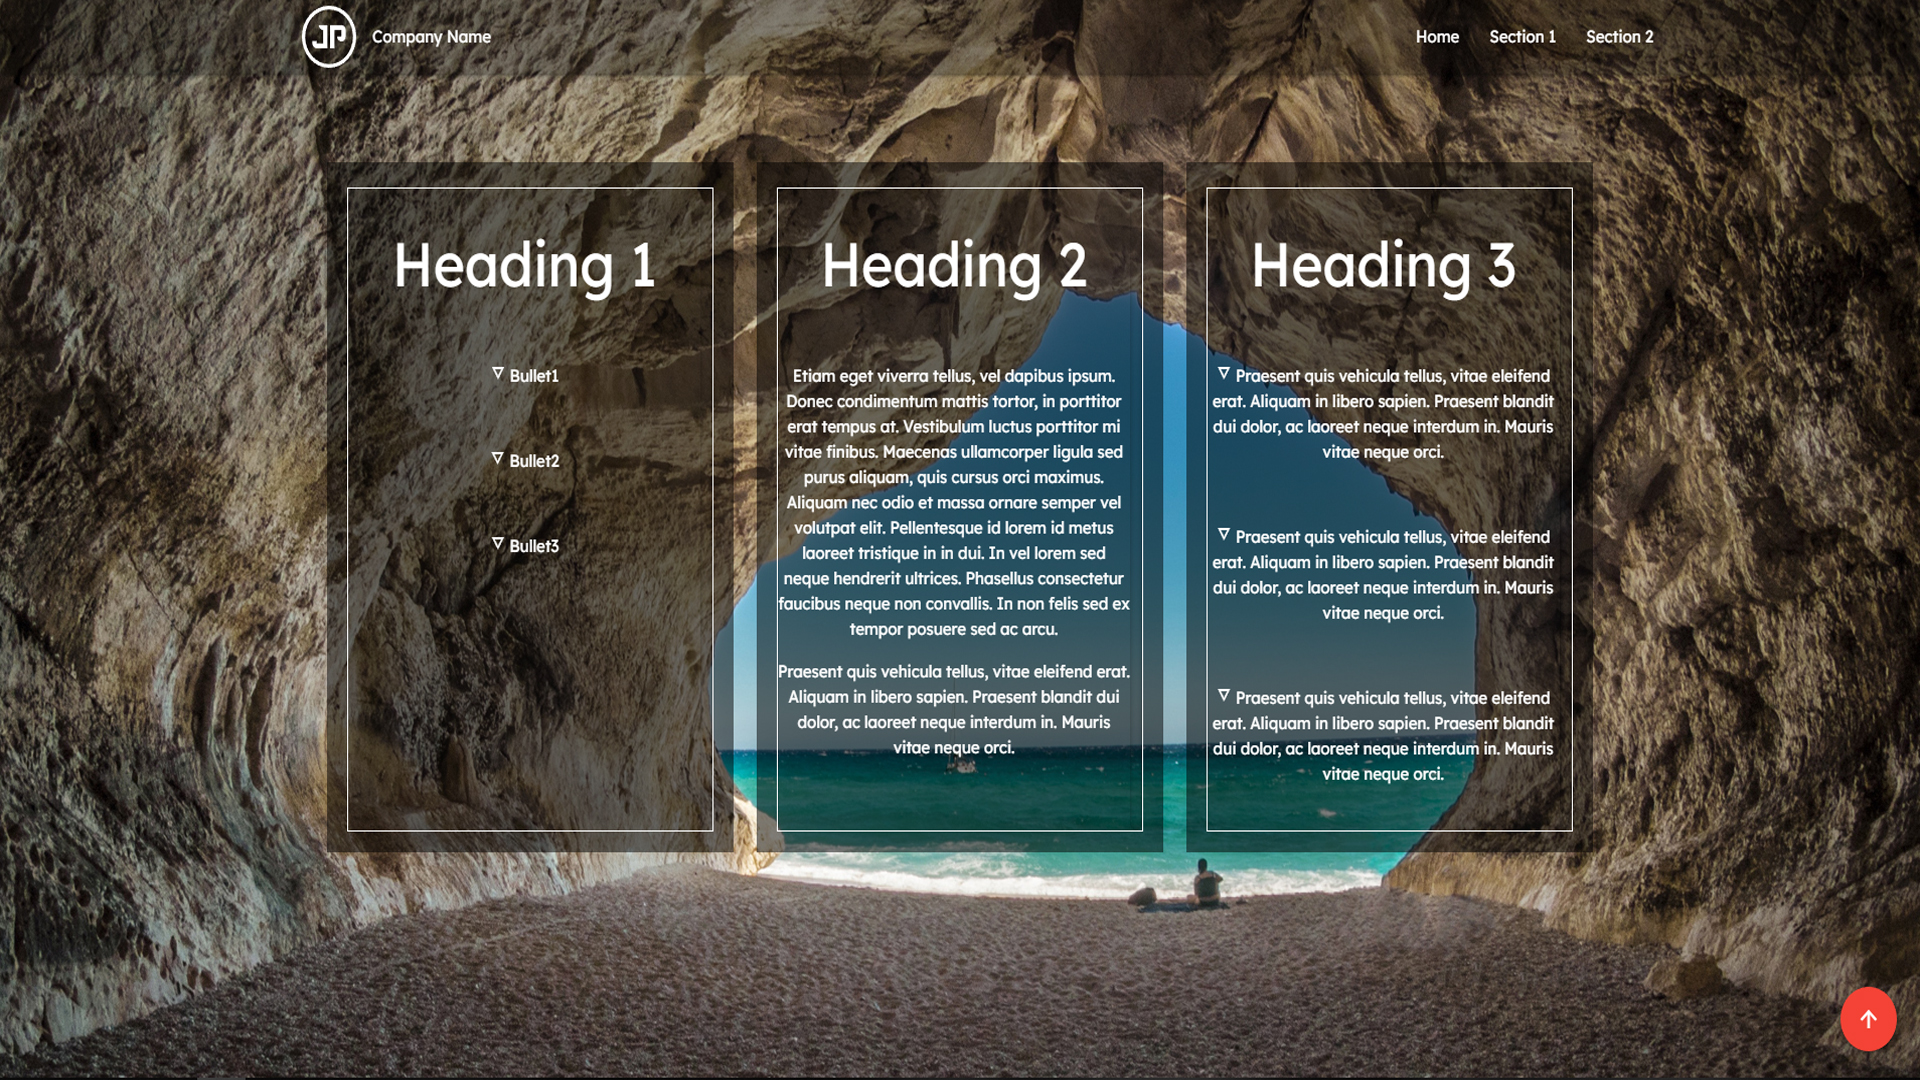 JP
Company Name
Home
Section 1
Section 2
Heading 1
Bullet1
Bullet2
Bullet3
Heading 2
Etiam eget viverra tellus, vel dapibus ipsum.
Donec condimentum mattis tortor, in porttitor
erat tempus at. Vestibulum luctus porttitor mi
vitae finibus. Maecenas ullamcorper ligula sed
purus aliquam, quis cursus orci maximus.
Aliquam nec odio et massa ornare semper vel
volutpat elit. Pellentesque id lorem id metus
laoreet tristique in in dui. In vel lorem sed
neque hendrerit ultrices. Phasellus consectetur
faucibus neque non convallis. In non felis sed ex
tempor posuere sed ac arcu.
Praesent quis vehicula tellus, vitae eleifend erat.
Aliquam in libero sapien. Praesent blandit dui
dolor, ac laoreet neque interdum in. Mauris
vitae neque orci.
Heading 3
Praesent quis vehicula tellus, vitae eleifend
erat. Aliquam in libero sapien. Praesent blandit
dui dolor, ac laoreet neque interdum in. Mauris
vitae neque orci.
Praesent quis vehicula tellus, vitae eleifend
erat. Aliquam in libero sapien. Praesent blandit
dui dolor, ac laoreet neque interdum in. Mauris
vitae neque orci.
Praesent quis vehicula tellus, vitae eleifend
erat. Aliquam in libero sapien. Praesent blandit
dui dolor, ac laoreet neque interdum in. Mauris
vitae neque orci.